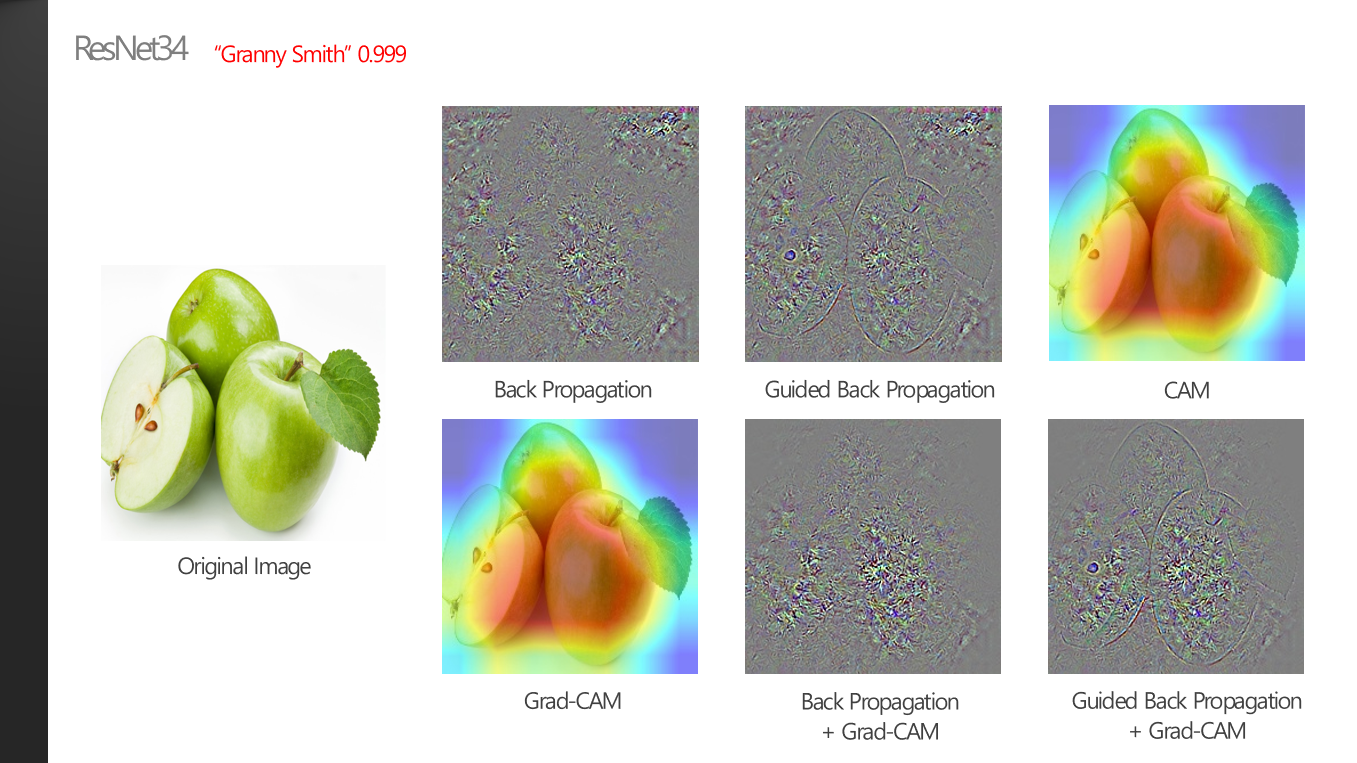 ResNet34 "Granny Smith" 0.999
Back Propagation
Guided Back Propagation
CAM
Original Image
Grad-CAM
Back Propagation
+ Grad-CAM
Guided Back Propagation
+ Grad-CAM